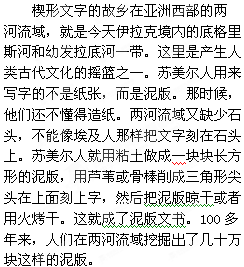 楔形文字的故乡在亚洲西部的两
河流域，就是今天伊拉克境内的底格里
斯河和幼发拉底河一带。这里是产生人
类古代文化的摇篮之一。苏美尔人用来
写字的不是纸张，而是泥版。那时候，
他们还不懂得造纸。两河流域又缺少石
头，不能像埃及人那样把文字刻在石头
上。苏美尔人就用粘土做成一块块长方
形的泥版，用芦苇或骨棒削成三角形尖
头在上面刻上字，然后把泥版晾干或者
用火烤干。这就成了泥版文书。100多
年来，人们在两河流域挖掘出了几十万
块这样的泥版。